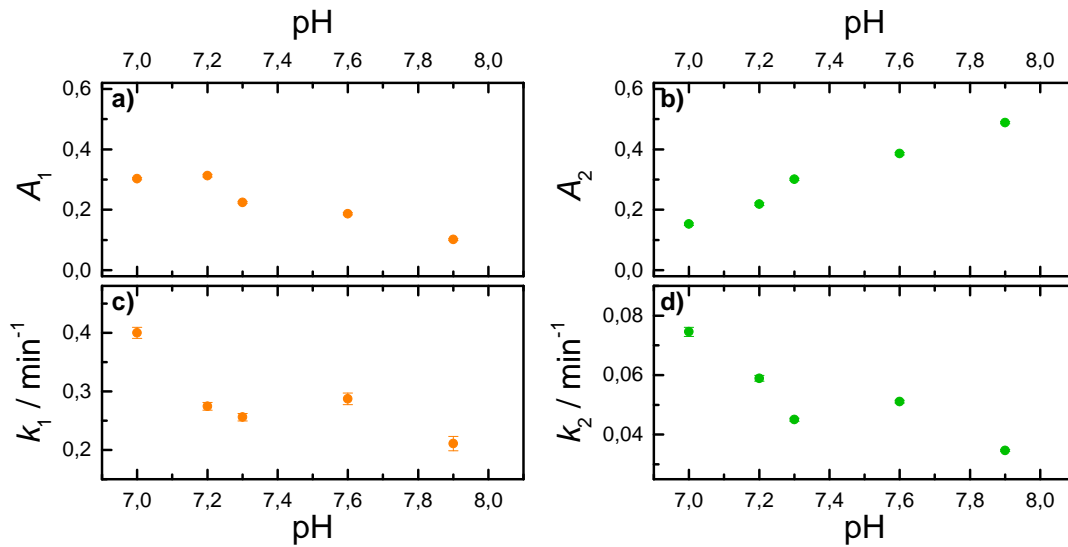 pH pH
7,0 7,2 7,4 7,6 7,8 8,0 7,0 7,2 7,4 7,6 7,8 8,0
a) b)
0,6 0,6
0,4 0,4
0,2 0,2
0,0 0,0
A1 A2
c) d)
0,4 0,08
0,3 0,06
0,2 0,04
k1 / min-1 k2 / min-1
7,0 7,2 7,4 7,6 7,8 8,0 7,0 7,2 7,4 7,6 7,8 8,0
pH pH